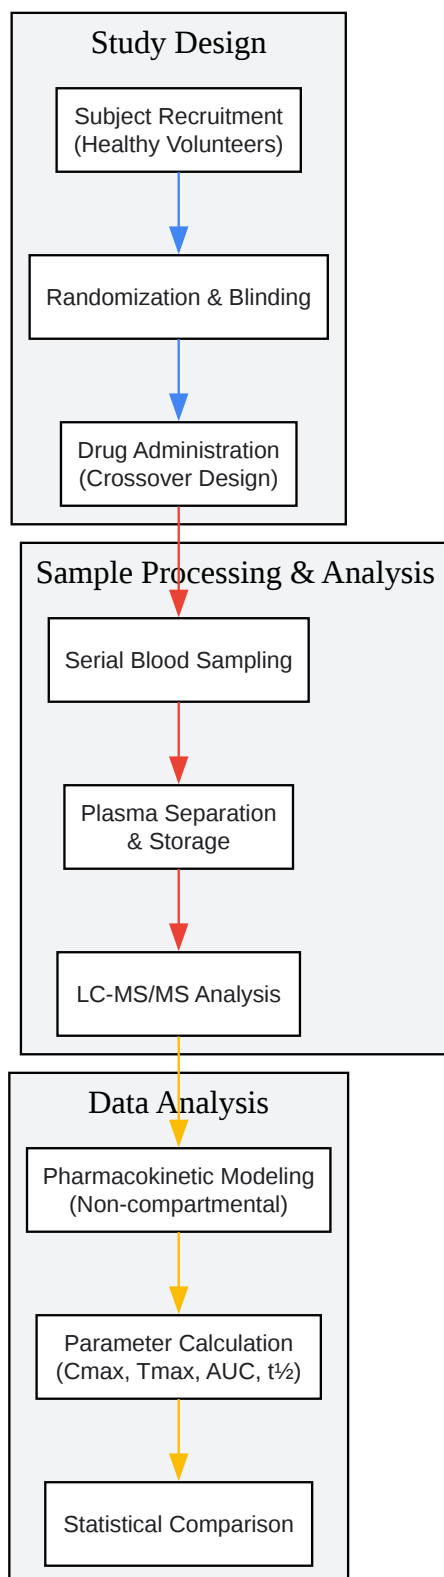 Study Design
Subject Recruitment
(Healthy Volunteers)
Randomization & Blinding
Drug Administration
(Crossover Design)
Sample Processing & Analysis
Serial Blood Sampling
Plasma Separation
& Storage
LC-MS/MS Analysis
Data Analysis
Pharmacokinetic Modeling
(Non-compartmental)
Parameter Calculation
(Cmax, Tmax, AUC, t½)
Statistical Comparison